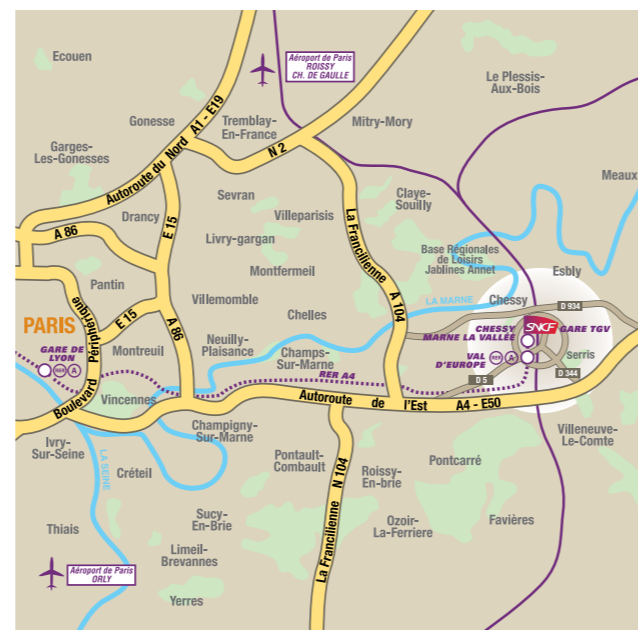 Ecouen
Aéroport de Paris
ROISSY
CH. DE GAULLE
Le Plessis-
Aux-Bois
Gonesse
A1 - E19
Tremblay-
En-France
Mitry-Mory
Garges-
Les-Gonesses
Autoroute du Nord
N 2
Meaux
Sevran
Claye-
Souilly
Drancy
E 15
Villeparisis
La Francilienne
A 86
Livry-gargan
Base Régionales
de Loisirs
Jablines Annet
Montfermeil
Esbly
Pantin
A 104
LA MARNE
Chessy
D 934
Villemomble
Chelles
PARIS
Périphérique
E 15
A 86
CHESSY
MARNE LA VALLÉE
SNCF
GARE TGV
GARE DE
LYON
RER
A
Montreuil
Neuilly-
Plaisance
Champs-
Sur-Marne
VAL
D'EUROPE
RER
A
Serris
RER A4
D 5
D 344
Boulevard
Vincennes
Autoroute de l'Est A4 - E50
Ivry-
Sur-Seine
Champigny-
Sur-Marne
Villeneuve-
Le-Comte
LA SEINE
Créteil
Pontault-
Combault
N 104
Roissy-
En-brie
Pontcarré
Thiais
Sucy-
En-Brie
La Francilienne
Ozoir-
La-Ferriere
Favières
Limeil-
Brevannes
Aéroport de Paris
ORLY
Yerres